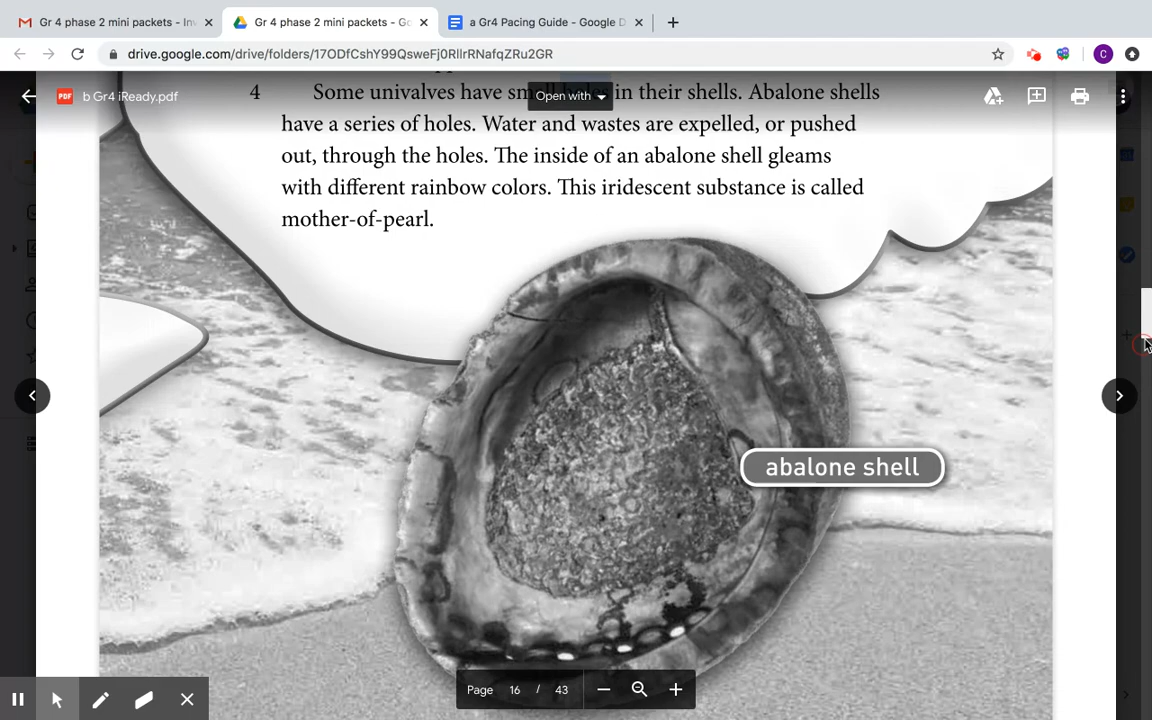 Gr 4 phase 2 mini packets - In
Gr 4 phase 2 mini packets - Go
a Gr4 Pacing Guide - Google D
drive.google.com/drive/folders/17ODfCshY99QsweFj0RllrRNafqZRu2GR
C
PDF b Gr4 iReady.pdf
Open with
4 Some univalves have small holes in their shells. Abalone shells
have a series of holes. Water and wastes are expelled, or pushed
out, through the holes. The inside of an abalone shell gleams
with different rainbow colors. This iridescent substance is called
mother-of-pearl.
abalone shell
Page 16 / 43